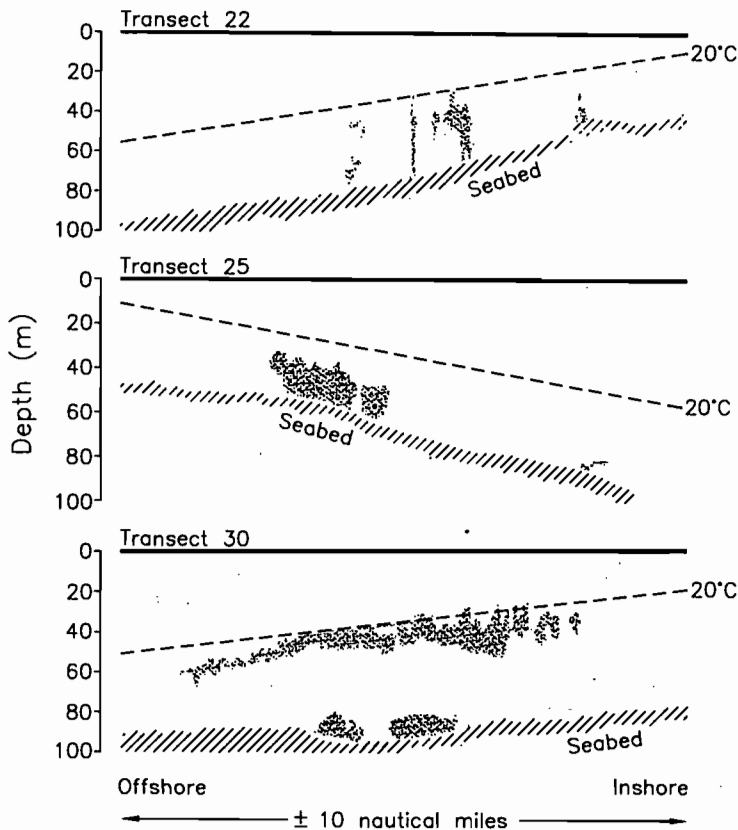 Transect 22
0
20
40
60
80
100
20°C
Seabed
Transect 25
0
20
40
60
80
100
20°C
Seabed
Depth (m)
Transect 30
0
20
40
60
80
100
20°C
Seabed
Offshore
Inshore
± 10 nautical miles